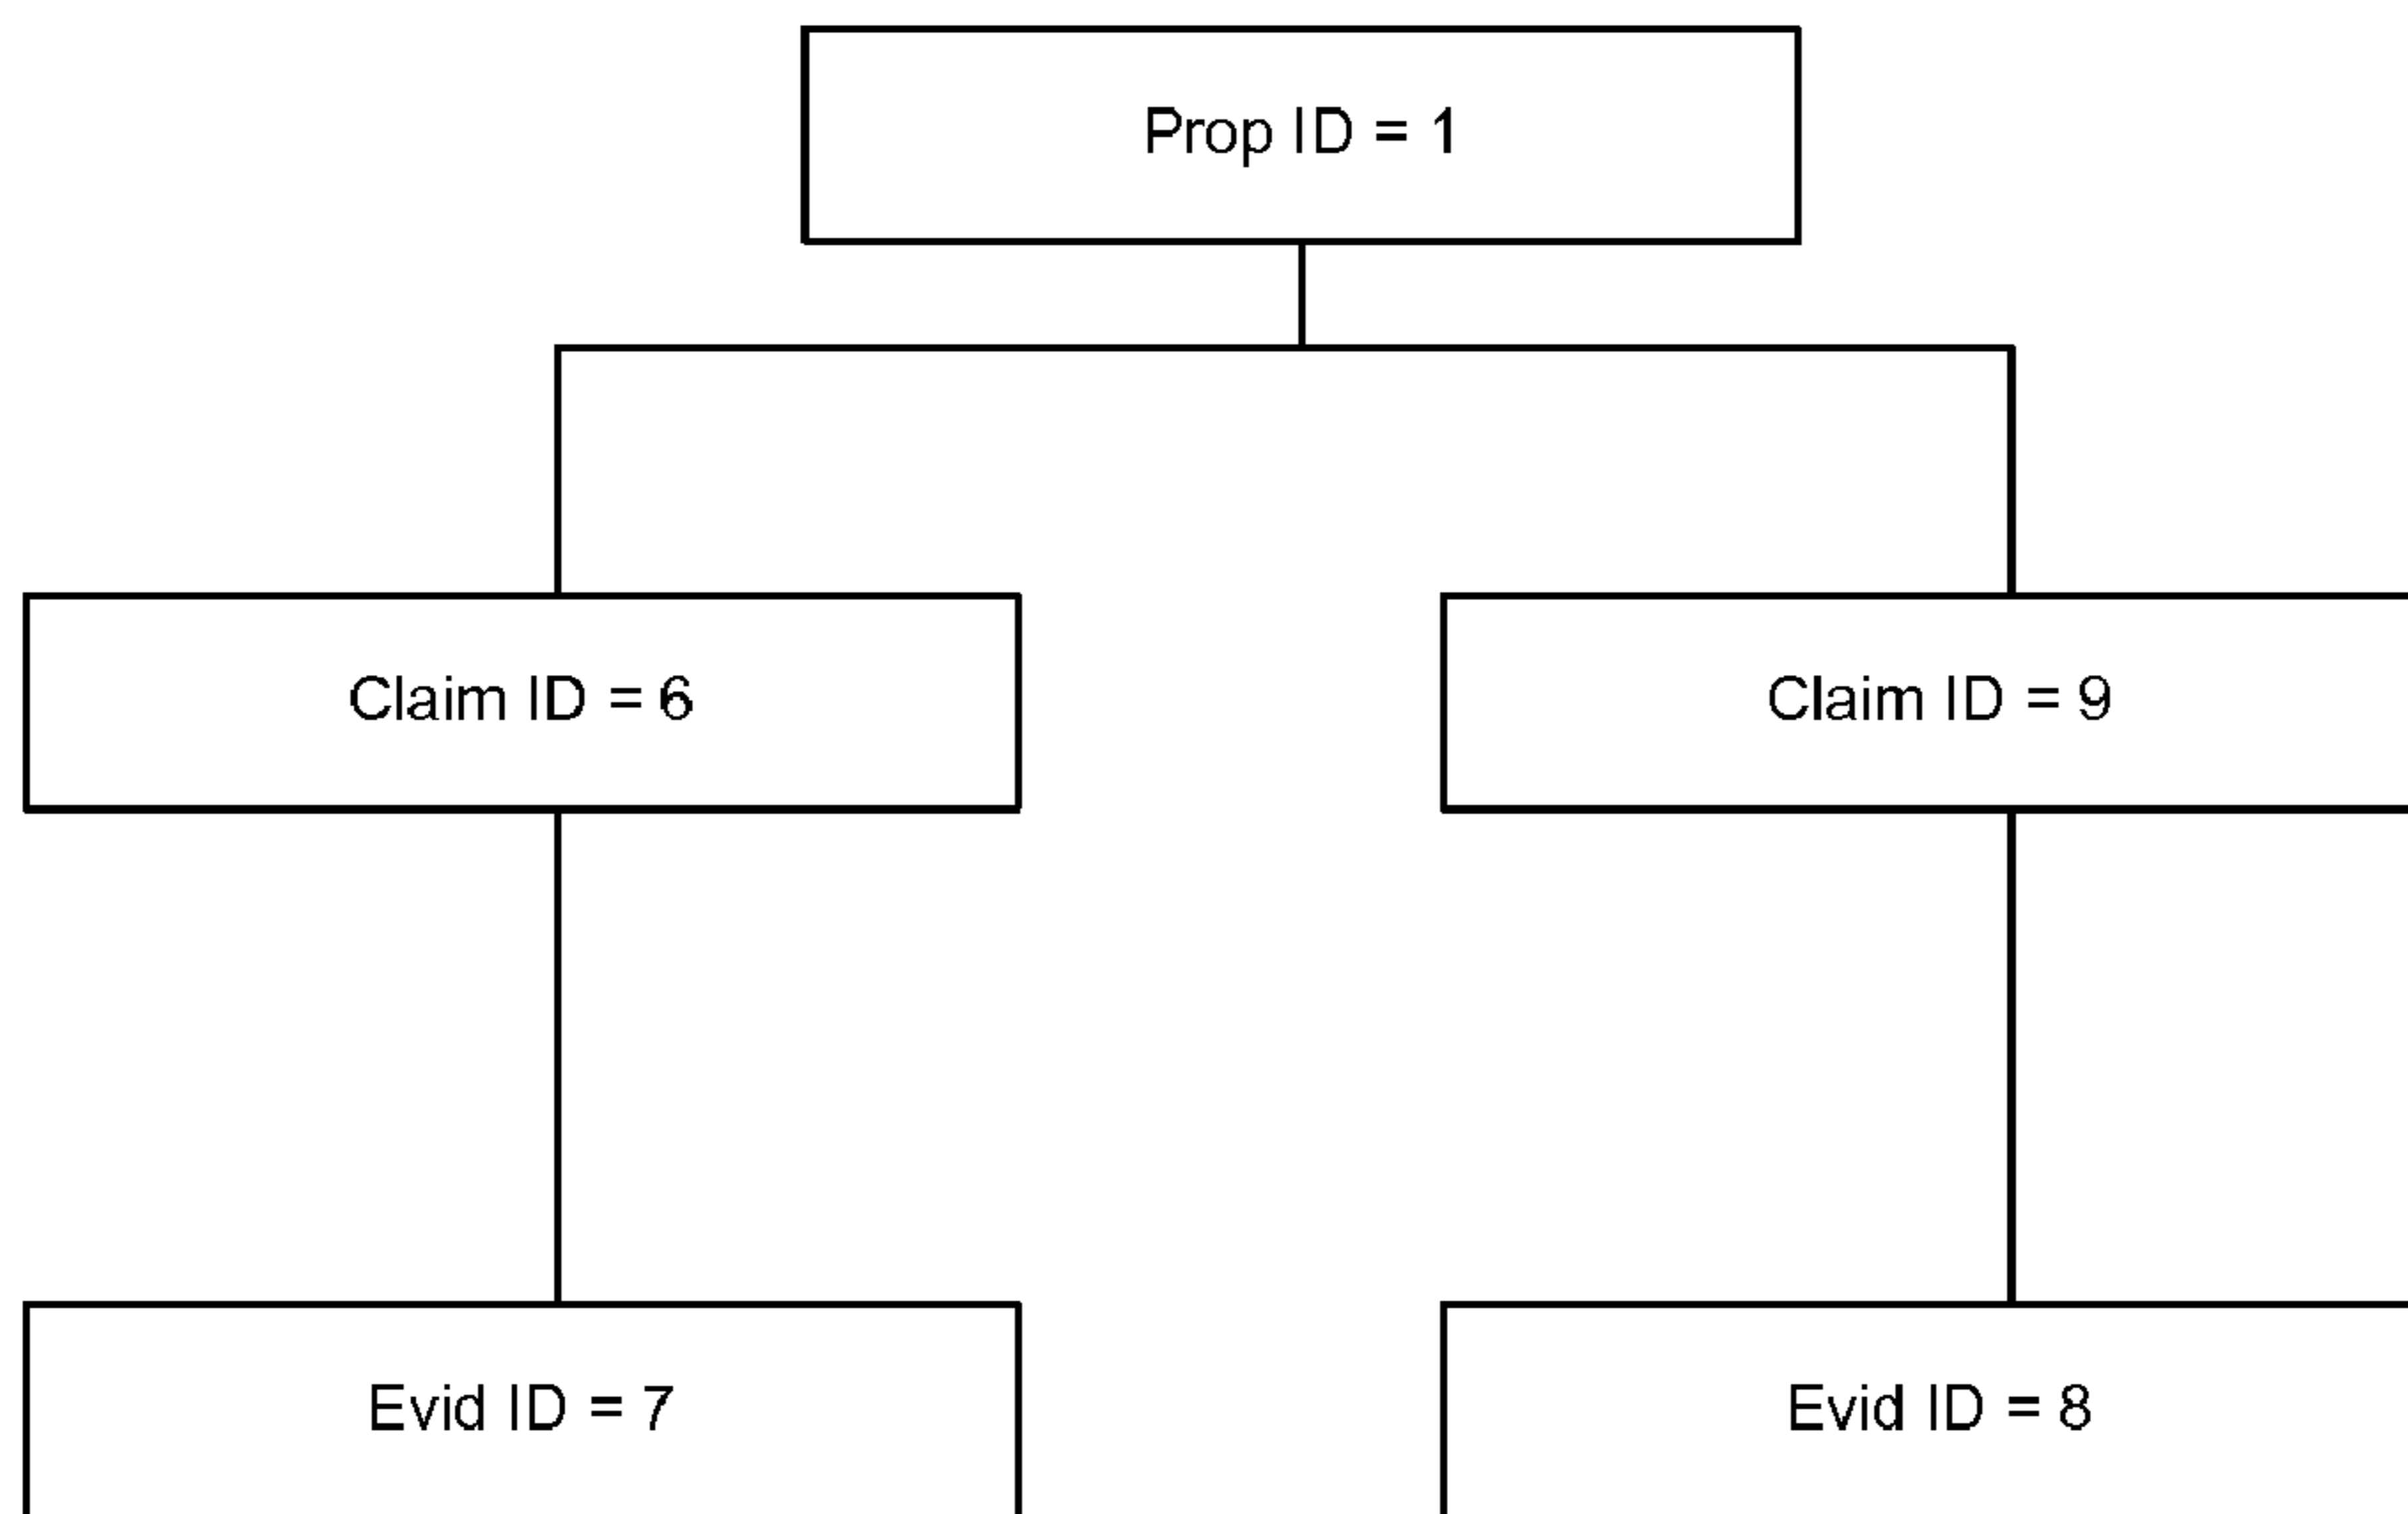 Prop ID = 1
Claim ID = 6
Claim ID = 9
Evid ID = 7
Evid ID = 8